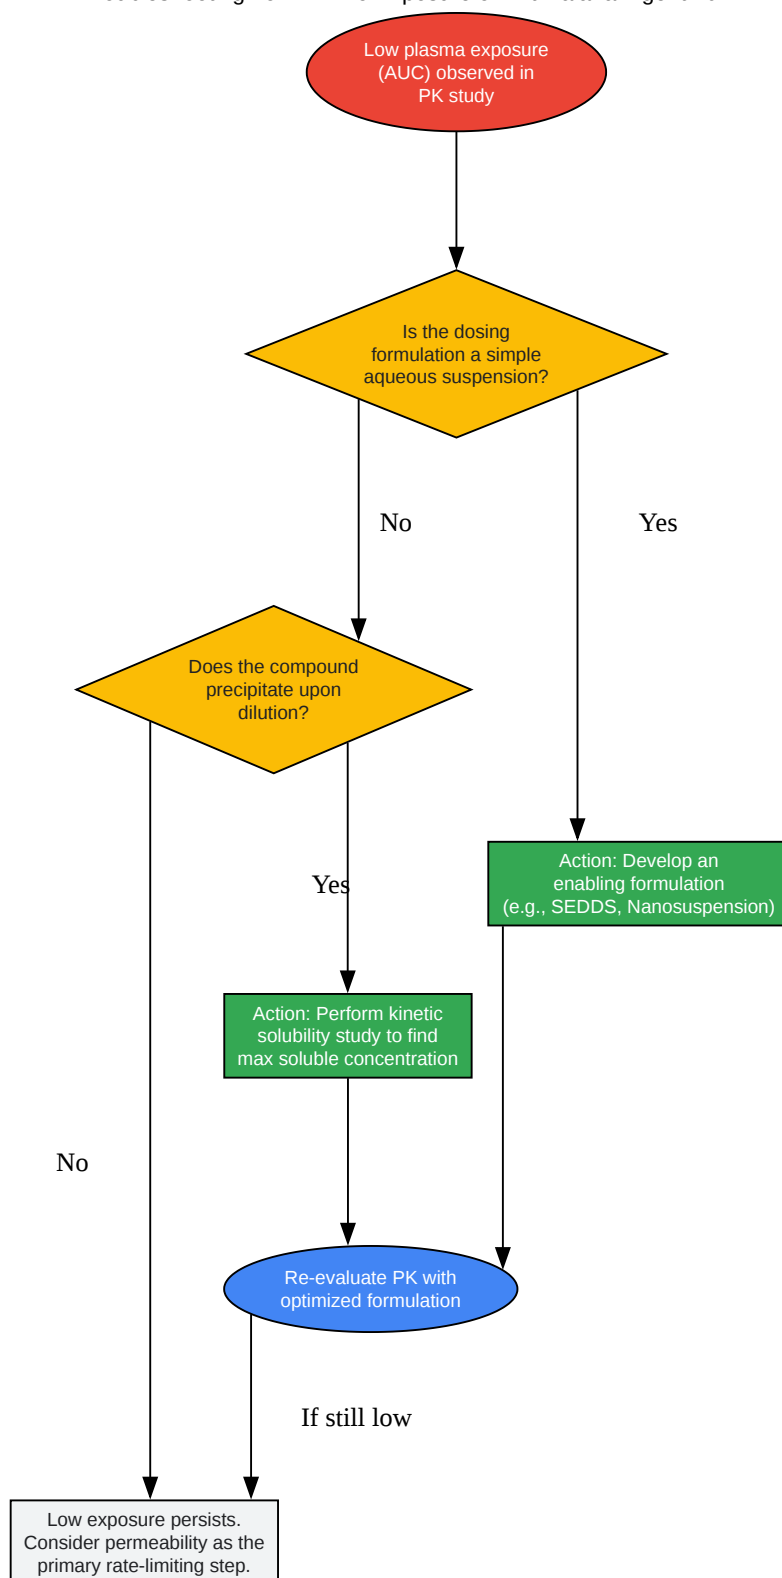 Low plasma exposure
(AUC) observed in
PK study
Is the dosing
formulation a simple
aqueous suspension?
No
Yes
Does the compound
precipitate upon
dilution?
Action: Develop an
enabling formulation
(e.g., SEDDS, Nanosuspension)
Yes
Action: Perform kinetic
solubility study to find
max soluble concentration
No
Re-evaluate PK with
optimized formulation
If still low
Low exposure persists.
Consider permeability as the
primary rate-limiting step.